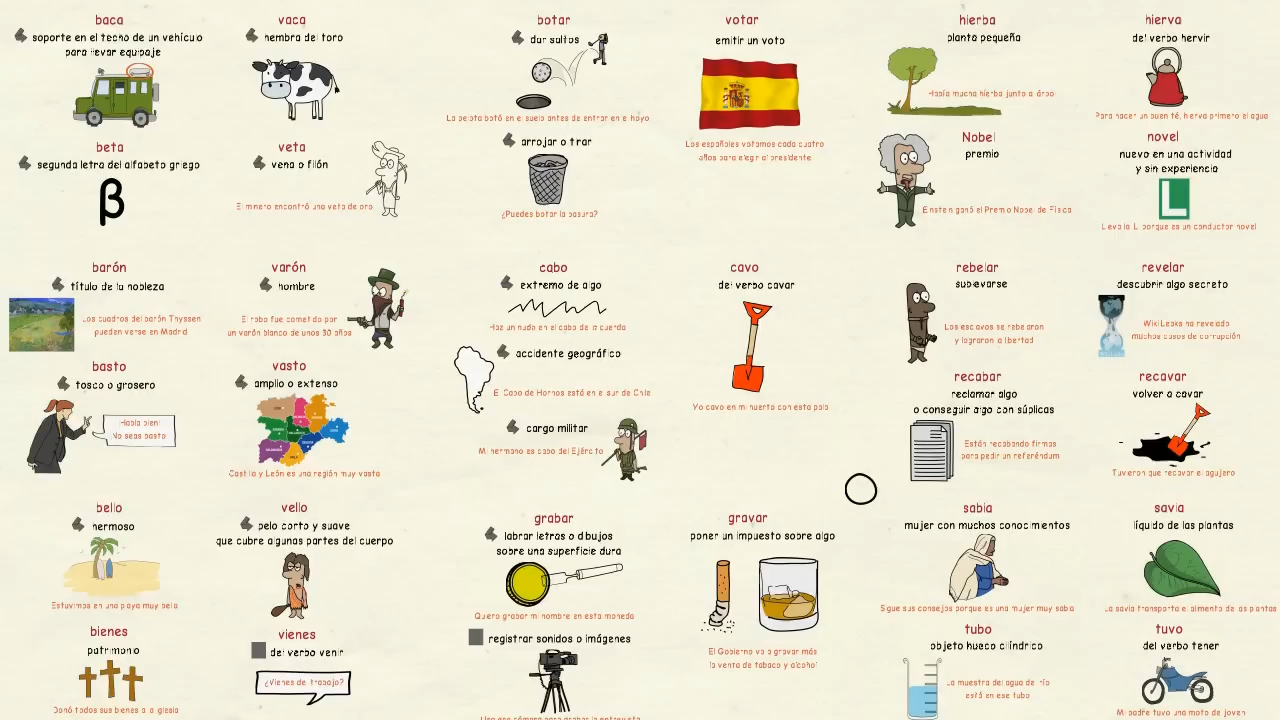 baca
soporte en el techo de un vehículo
para llevar equipaje
vaca
hembra del toro
beta
segunda letra del alfabeto griego
β
veta
vena o filón
El minero encontró una veta de oro
barón
título de la nobleza
Los cuadros del barón Thyssen
pueden verse en Madrid
varón
hombre
El robo fue cometido por
un varón blanco de unos 30 años
basto
tosco o grosero
¡Habla bien!
No seas basto
vasto
amplio o extenso
Castilla y León es una región muy vasta
bello
hermoso
Estuvimos en una playa muy bella
vello
pelo corto y suave
que cubre algunas partes del cuerpo
bienes
patrimonio
Donó todos sus bienes a la iglesia
vienes
del verbo venir
¿Vienes del trabajo?
botar
dar saltos
La pelota botó en el suelo antes de entrar en el hoyo
arrojar o tirar
¿Puedes botar la basura?
votar
emitir un voto
Los españoles votamos cada cuatro
años para elegir al presidente
cabo
extremo de algo
Haz un nudo en el cabo de la cuerda
accidente geográfico
El Cabo de Hornos está en el sur de Chile
cargo militar
Mi hermano es cabo del Ejército
cavo
del verbo cavar
Yo cavo en mi huerto con esta pala
grabar
labrar letras o dibujos
sobre una superficie dura
Quiero grabar mi nombre en esta moneda
registrar sonidos o imágenes
Uso esa cámara para grabar la entrevista
gravar
poner un impuesto sobre algo
El Gobierno va a gravar más
la venta de tabaco y alcohol
hierba
planta pequeña
Había mucha hierba junto al árbol
hierva
del verbo hervir
Para hacer un buen té, hierva primero el agua
Nobel
premio
Einstein ganó el Premio Nobel de Física
novel
nuevo en una actividad
y sin experiencia
L
Lleva la L porque es un conductor novel
rebelar
sublevarse
Los esclavos se rebelaron
y lograron la libertad
revelar
descubrir algo secreto
WikiLeaks ha revelado
muchos casos de corrupción
recabar
reclamar algo
o conseguir algo con súplicas
Están recabando firmas
para pedir un referéndum
recavar
volver a cavar
Tuvieron que recavar el agujero
sabia
mujer con muchos conocimientos
Sigue sus consejos porque es una mujer muy sabia
savia
líquido de las plantas
La savia transporta el alimento de las plantas
tubo
objeto hueco cilíndrico
La muestra del agua del río
está en ese tubo
tuvo
del verbo tener
Mi padre tuvo una moto de joven